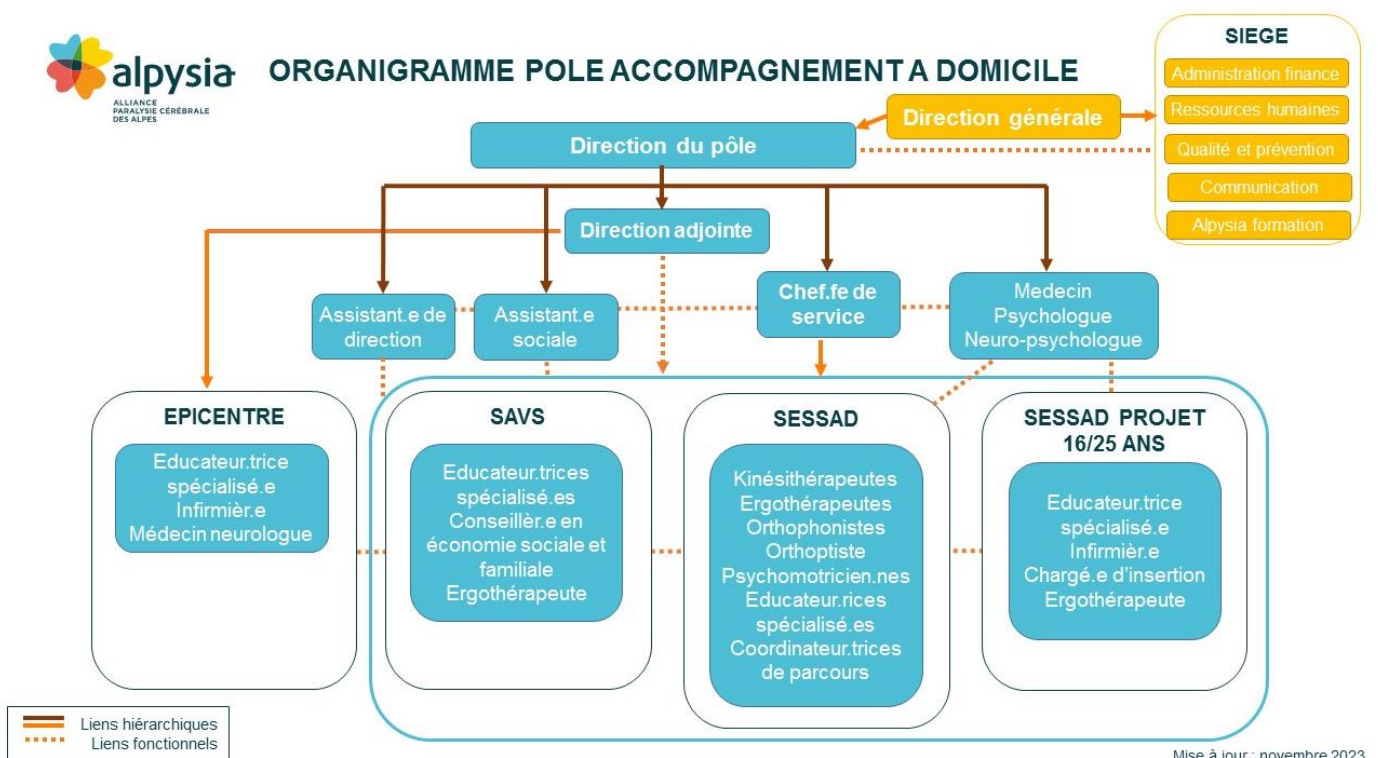 alpysia
ALLIANCE
PARALYSIE CÉRÉBRALE
DES ALPES
ORGANIGRAMME POLE ACCOMPAGNEMENT A DOMICILE
SIEGE
Administration finance
Ressources humaines
Qualité et prévention
Communication
Alpysia formation
Direction générale
Direction du pôle
Direction adjointe
Assistant.e de
direction
Assistant.e
sociale
Chef.fe de
service
Medecin
Psychologue
Neuro-psychologue
EPICENTRE
Educateur.trice
spécialisé.e
Infirmièr.e
Médecin neurologue
SAVS
Educateur.trices
spécialisé.es
Conseillèr.e en
économie sociale et
familiale
Ergothérapeute
SESSAD
Kinésithérapeutes
Ergothérapeutes
Orthophonistes
Orthoptiste
Psychomotricien.nes
Educateur.rices
spécialisé.es
Coordinateur.trices
de parcours
SESSAD PROJET
16/25 ANS
Educateur.trice
spécialisé.e
Infirmièr.e
Chargé.e d'insertion
Ergothérapeute
Liens hiérarchiques
Liens fonctionnels
Mise à jour : novembre 2023